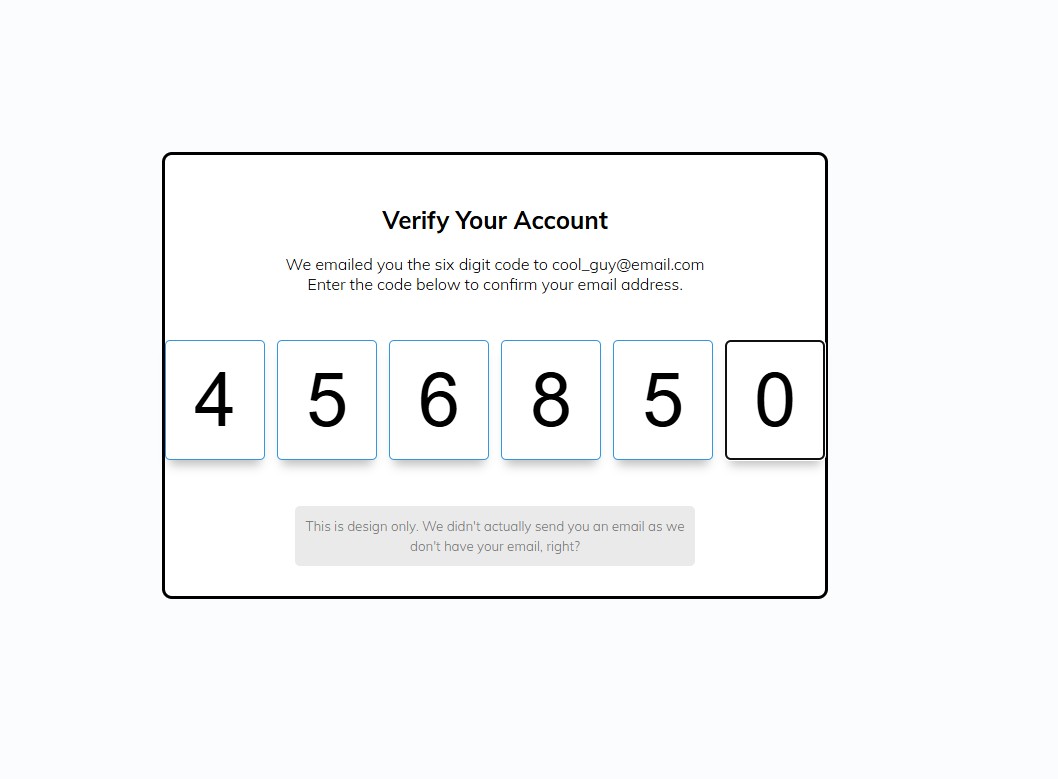 Verify Your Account
We emailed you the six digit code to cool_guy@email.com
Enter the code below to confirm your email address.
4 5 6 8 5 0
This is design only. We didn't actually send you an email as we
don't have your email, right?